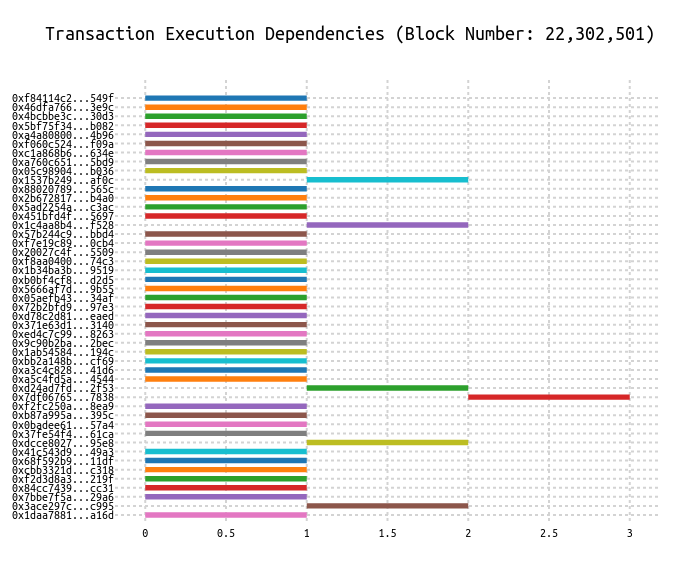 Transaction Execution Dependencies (Block Number: 22,302,501)
0xf84114c2...549f
0x46dfa766...3e9c
0x4bcbbe3c...30d3
0x5bf75f34...b082
0xa4a80800...4b96
0xf060c524...f09a
0xc1a868b6...634e
0xa760c651...5bd9
0x05c98904...b036
0x1537b249...af0c
0x88020789...565c
0x2b672817...b4a0
0x5ad2254a...c3ac
0x451bfd4f...5697
0x1c4aa8b4...f528
0x57b244c9...bbd4
0xf7e19c89...0cb4
0x20027c4f...5509
0xf8aa0400...74c3
0x1b34ba3b...9519
0xb0bf4cf8...d2d5
0x5666af7d...9b55
0x05aefb43...34af
0x72b2bfd9...97e3
0xd78c2d81...eaed
0x371e63d1...3140
0xed4c7c99...8263
0x9c90b2ba...2bec
0x1ab54584...194c
0xbb2a148b...cf69
0xa3c4c828...41d6
0xa5c4fd5a...4544
0xd24ad7fd...2f53
0x7df06765...7838
0xf2fc250a...8ea9
0xb87a995a...395c
0x0badee61...57a4
0x37fe54f4...61ca
0xdcce8027...95e8
0x41c543d9...49a3
0x68f592b9...11df
0xcbb3321d...c318
0xf2d3d8a3...219f
0x84cc7439...cc31
0x7bbe7f5a...29a6
0x3ace297c...c995
0x1daa7881...a16d
0 0.5 1 1.5 2 2.5 3